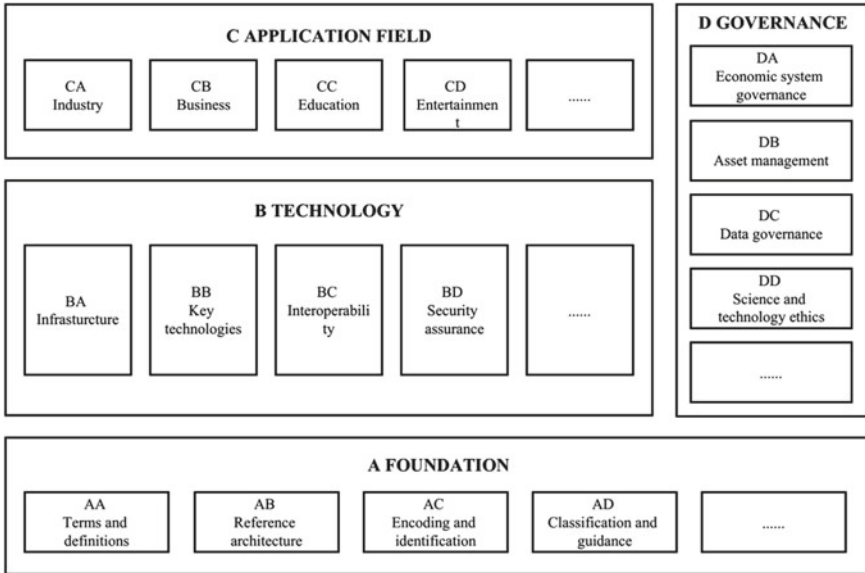 C APPLICATION FIELD
CA
Industry
CB
Business
CC
Education
CD
Entertainmen
t
......
D GOVERNANCE
DA
Economic system
governance
DB
Asset management
DC
Data governance
DD
Science and
technology ethics
......
B TECHNOLOGY
BA
Infrasturcture
BB
Key
technologies
BC
Interoperabili
ty
BD
Security
assurance
......
A FOUNDATION
AA
Terms and
definitions
AB
Reference
architecture
AC
Encoding and
identification
AD
Classification and
guidance
......